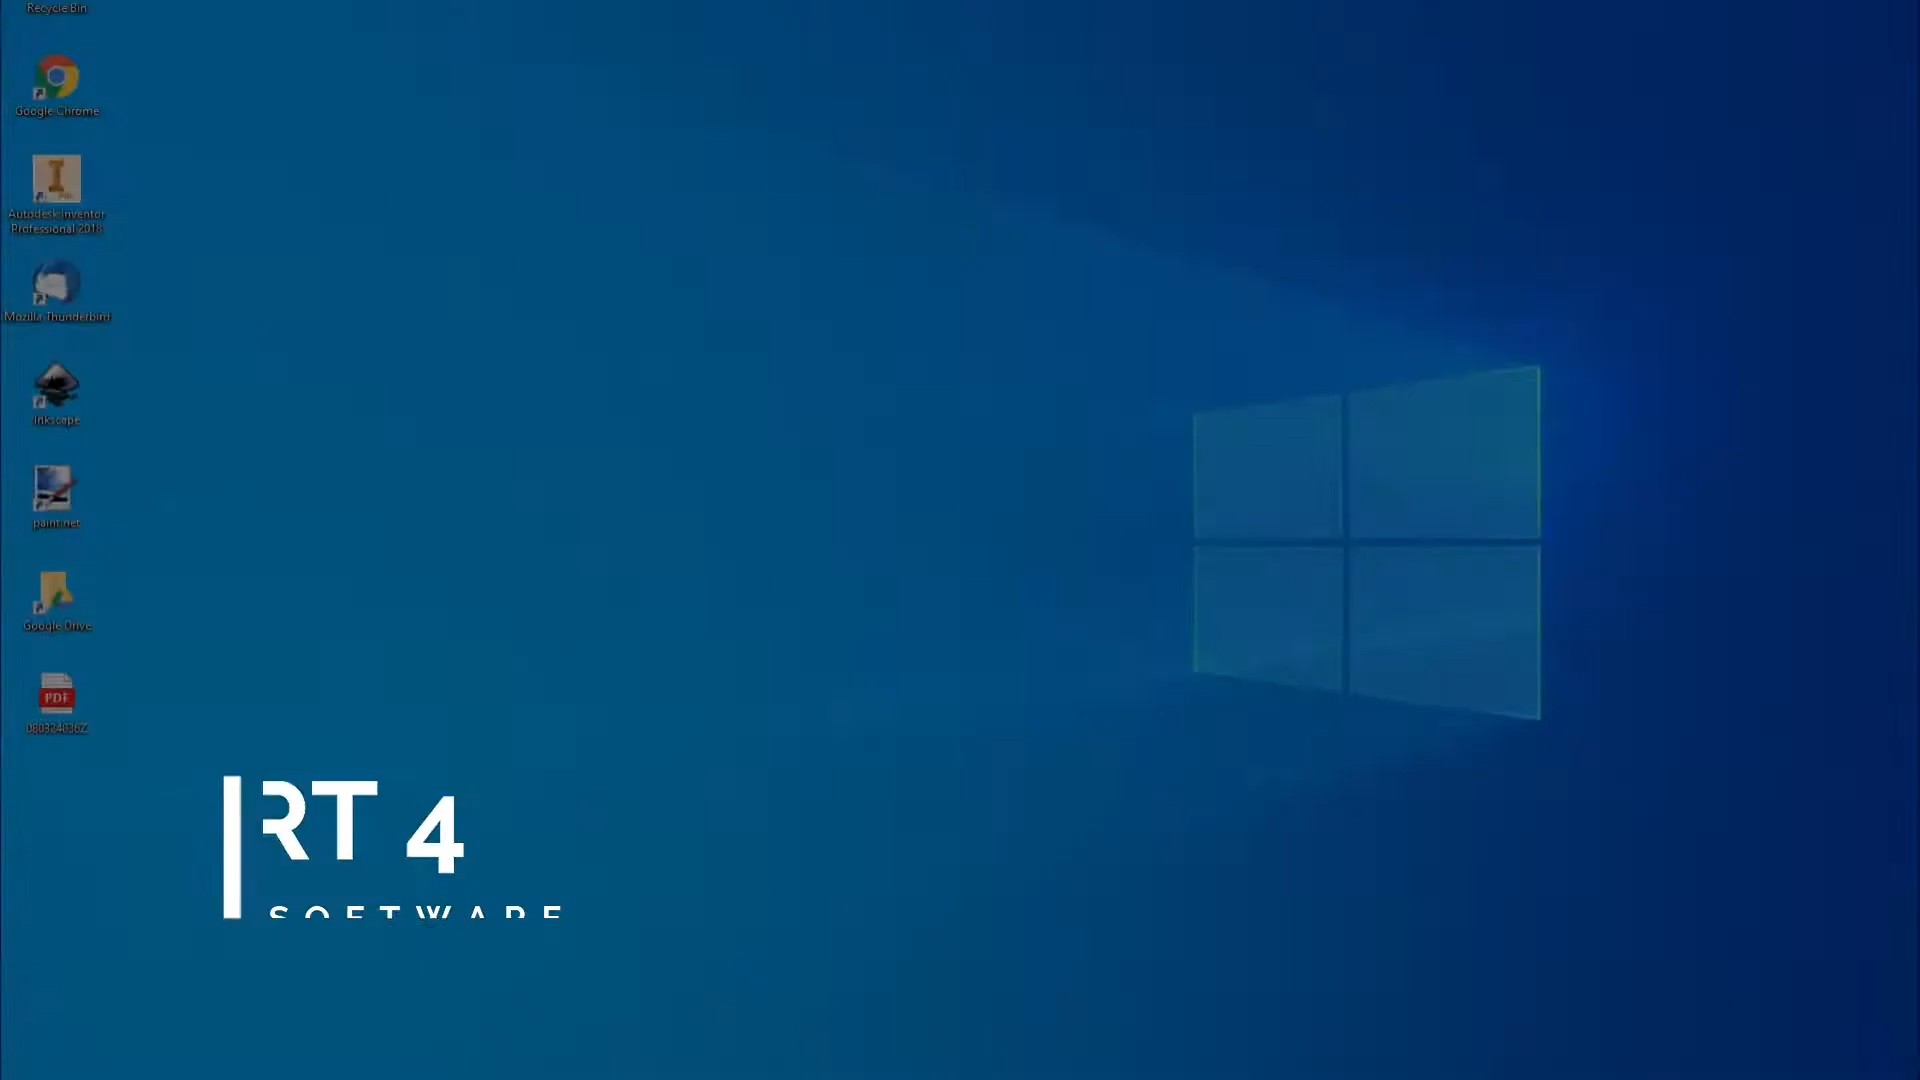 Recycle Bin
Google Chrome
Autodesk Inventor
Professional 2018
Mozilla Thunderbird
Inkscape
paint.net
Google Drive
PDF
RT 4
SOFTWARE